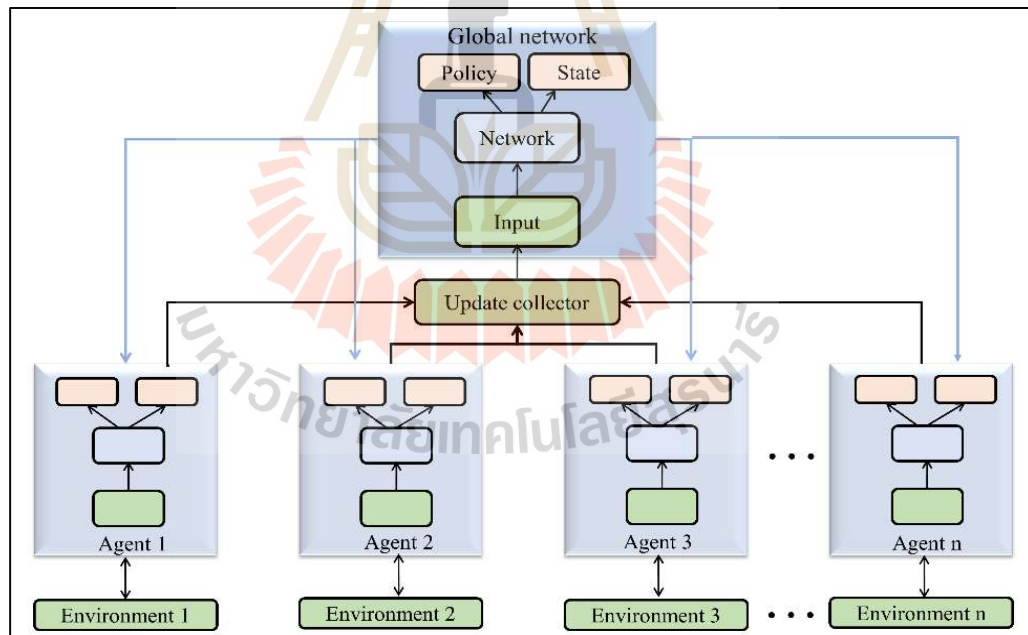 Global network
Policy
State
Network
Input
Update collector
มหาวิทยาลัยเทคโนโลยีสุรนารี
Agent 1
Agent 2
Agent 3
Agent n
Environment 1
Environment 2
Environment 3
Environment n